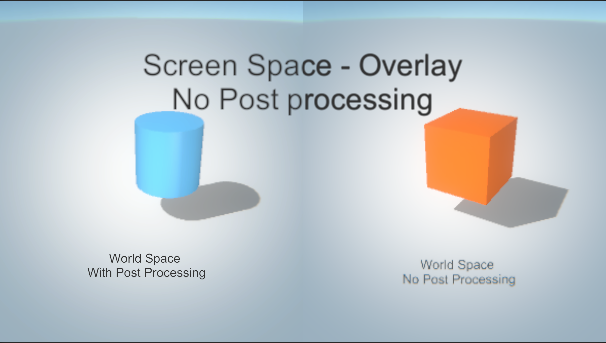 Screen Space - Overlay
No Post processing
World Space
With Post Processing
World Space
No Post Processing